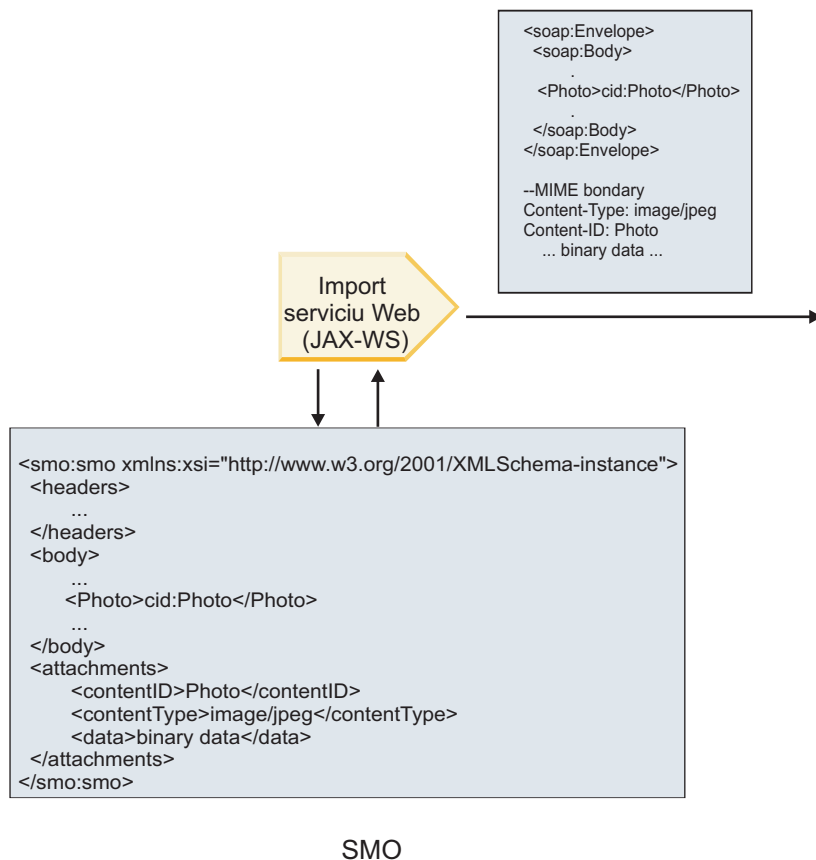 <soap:Envelope>
<soap:Body>
.
<Photo>cid:Photo</Photo>
.
</soap:Body>
</soap:Envelope>
--MIME bondary
Content-Type: image/jpeg
Content-ID: Photo
... binary data ...
Import
serviciu Web
(JAX-WS)
<smo:smo xmlns:xsi="http://www.w3.org/2001/XMLSchema-instance">
<headers>
...
</headers>
<body>
...
<Photo>cid:Photo</Photo>
...
</body>
<attachments>
<contentID>Photo</contentID>
<contentType>image/jpeg</contentType>
<data>binary data</data>
</attachments>
</smo:smo>
SMO